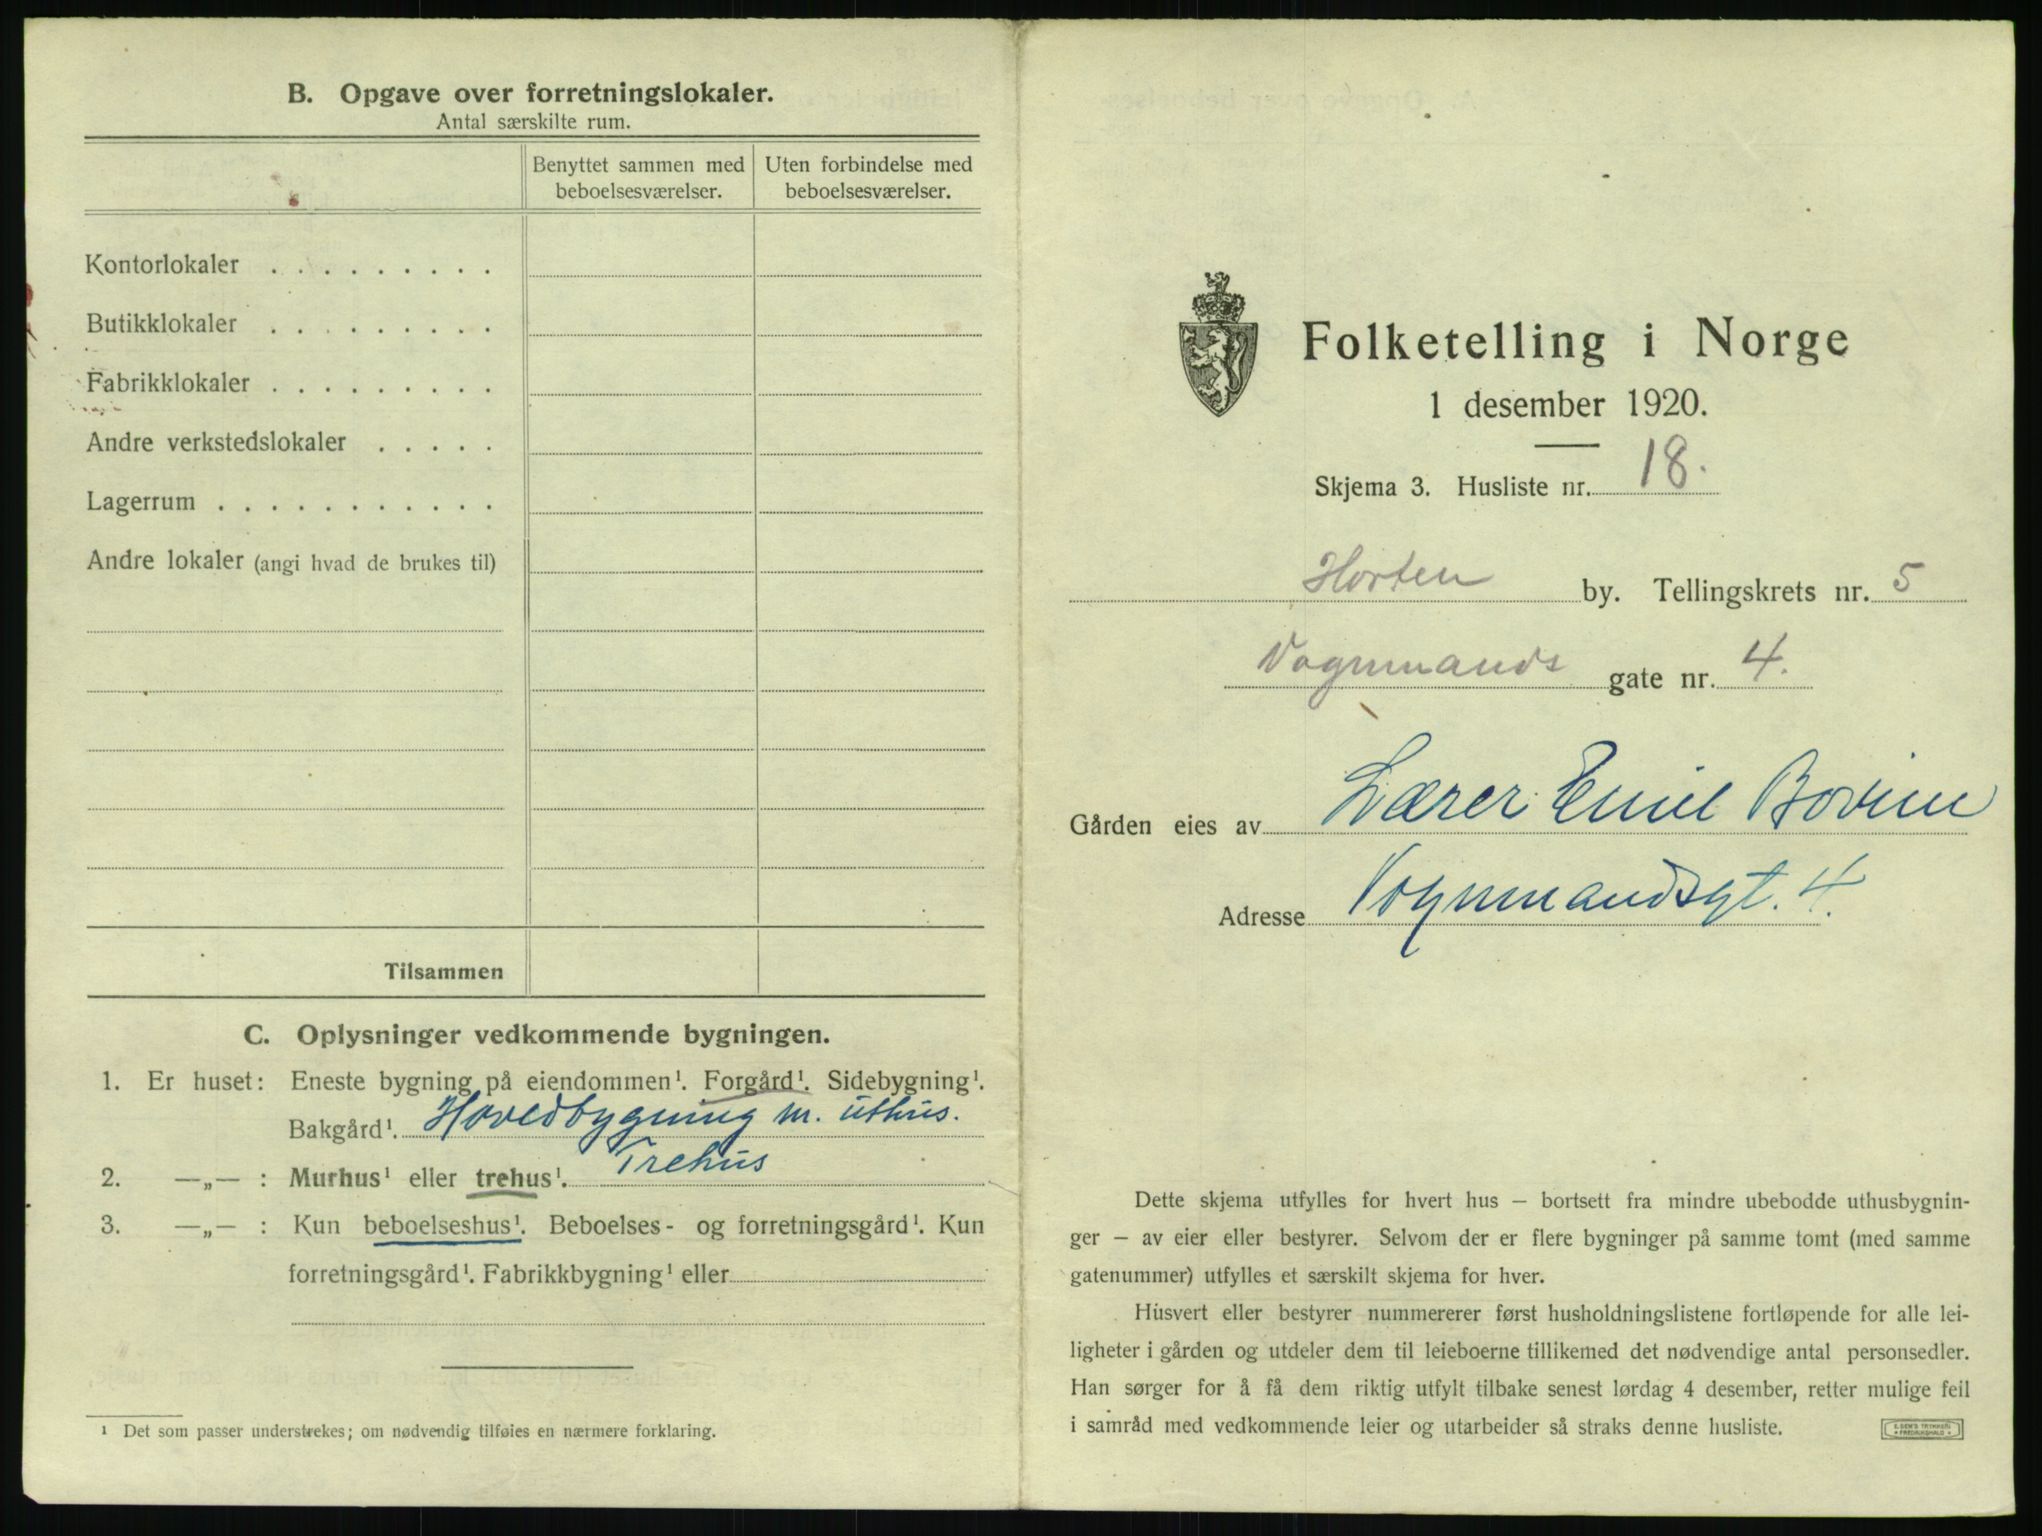 B. Opgave over forretningslokaler.
Antal særskilte rum.
Benyttet sammen med beboelsesværelser.
Uten forbindelse med beboelsesværelser.
Kontorlokaler . . . . . . . . .
Butikklokaler . . . . . . . . .
Fabrikklokaler . . . . . . . . .
Andre verkstedslokaler . . . . .
Lagerrum . . . . . . . . . . .
Andre lokaler (angi hvad de brukes til)
Tilsammen
C. Oplysninger vedkommende bygningen.
1. Er huset: Eneste bygning på eiendommen¹. Forgård¹. Sidebygning¹.
Bakgård¹. Hovedbygning m. uthus.
2. —„— : Murhus¹ eller trehus¹. Trehus
3. —„— : Kun beboelseshus¹. Beboelses- og forretningsgård¹. Kun
forretningsgård¹. Fabrikkbygning¹ eller
¹ Det som passer understrekes; om nødvendig tilføies en nærmere forklaring.
Folketelling i Norge
1 desember 1920.
Skjema 3. Husliste nr. 18.
Horten by. Tellingskrets nr. 5
Vognmands gate nr. 4.
Gården eies av Lærer Emil Bovim
Adresse Vognmandsgt. 4.
Dette skjema utfylles for hvert hus — bortsett fra mindre ubebodde uthusbygnin-
ger — av eier eller bestyrer. Selvom der er flere bygninger på samme tomt (med samme
gatenummer) utfylles et særskilt skjema for hver.
Husvert eller bestyrer nummererer først husholdningslistene fortløpende for alle lei-
ligheter i gården og utdeler dem til leieboerne tillikemed det nødvendige antal personsedler.
Han sørger for å få dem riktig utfylt tilbake senest lørdag 4 desember, retter mulige feil
i samråd med vedkommende leier og utarbeider så straks denne husliste.